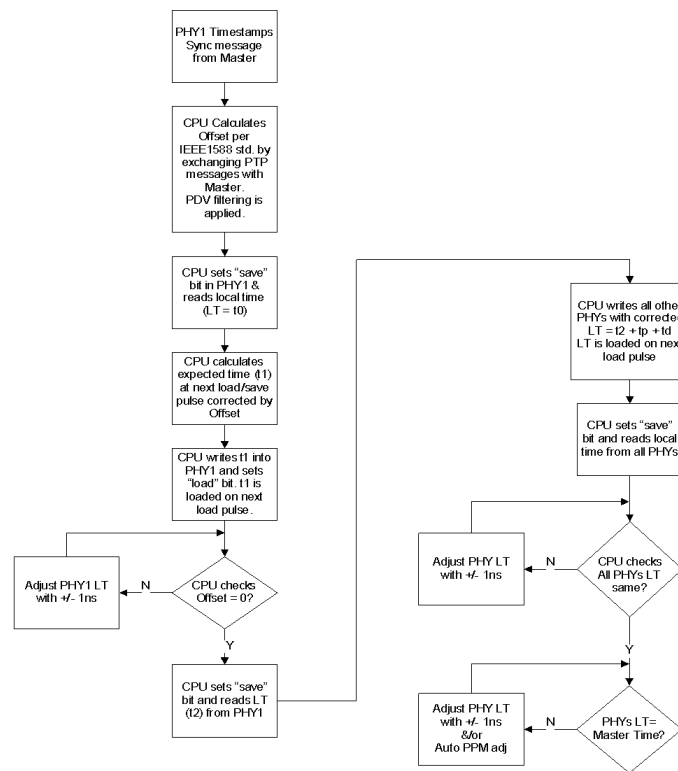 PHY1 Timestamps
Sync message
from Master
CPU Calculates
Offset per
IEEE1588 std. by
exchanging PTP
messages with
Master.
PDV filtering is
applied.
CPU sets "save"
bit in PHY1 &
reads local time
(LT = t0)
CPU calculates
expected time (t1)
at next load/save
pulse corrected by
Offset
CPU writes t1 into
PHY1 and sets
"load" bit. t1 is
loaded on next
load pulse.
Adjust PHY1 LT
with +/- 1ns
N
CPU checks
Offset = 0?
Y
CPU sets "save"
bit and reads LT
(t2) from PHY1
CPU writes all othe
PHYs with correcte
LT = t2 + tp + td
LT is loaded on nex
load pulse
CPU sets "save"
bit and reads local
time from all PHYs
Adjust PHY LT
with +/- 1ns
N
CPU checks
All PHYs LT
same?
Y
Adjust PHY LT
with +/- 1ns
&/or
Auto PPM adj
N
PHYs LT=
Master Time?